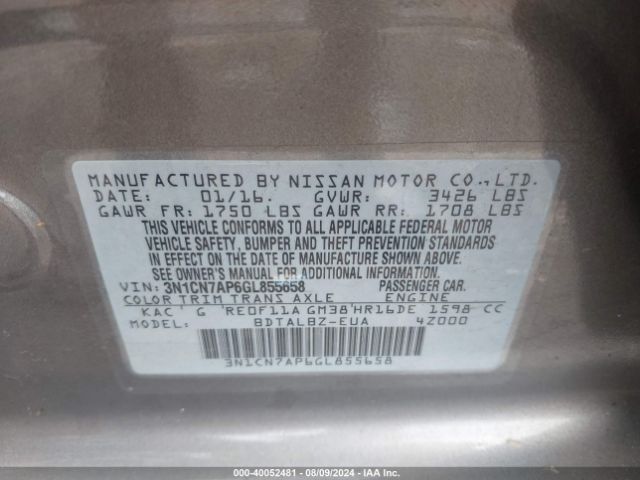 MANUFACTURED BY NISSAN MOTOR CO.,LTD.
DATE: 01/16. GVWR: 3426 LBS
GAWR FR: 1750 LBS GAWR RR: 1708 LBS
THIS VEHICLE CONFORMS TO ALL APPLICABLE FEDERAL MOTOR
VEHICLE SAFETY, BUMPER AND THEFT PREVENTION STANDARDS
IN EFFECT ON THE DATE OF MANUFACTURE SHOWN ABOVE.
SEE OWNER'S MANUAL FOR ADDITIONAL INFORMATION.
VIN: 3N1CN7AP6GL855658 PASSENGER CAR.
COLOR TRIM TRANS AXLE ENGINE
KAC G RE0F11A GM38 HR16DE 1598 CC
BDTALBZ-EUA 4Z000
3N1CN7AP6GL855658
000-40052481 - 08/09/2024 - IAA Inc.